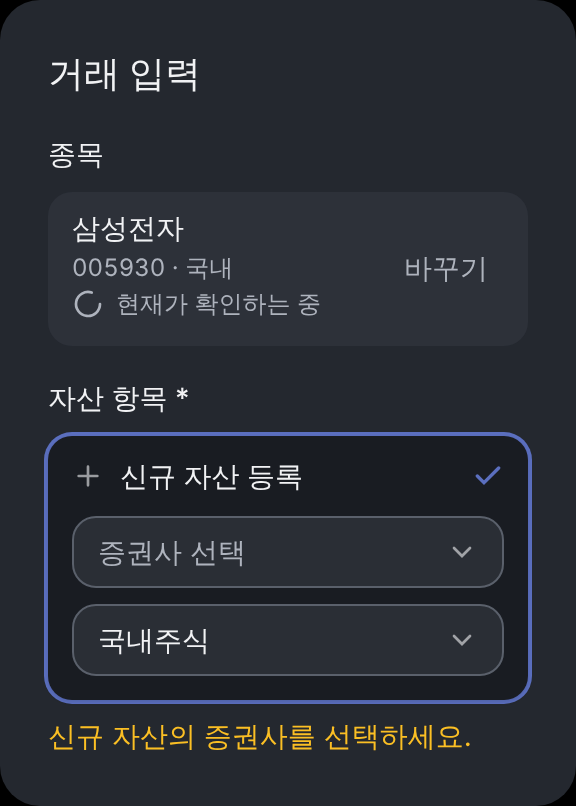 거래 입력
종목
삼성전자
005930 · 국내
바꾸기
현재가 확인하는 중
자산 항목 *
신규 자산 등록
증권사 선택
국내주식
신규 자산의 증권사를 선택하세요.